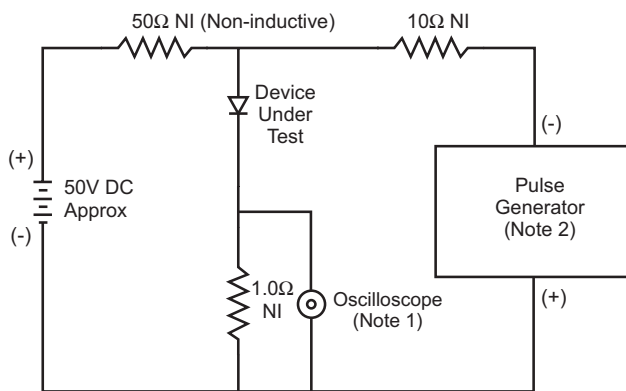 50Ω NI (Non-inductive)
10Ω NI
Device
Under
Test
(+)
50V DC
Approx
(-)
(-)
Pulse
Generator
(Note 2)
(+)
1.0Ω
NI
Oscilloscope
(Note 1)